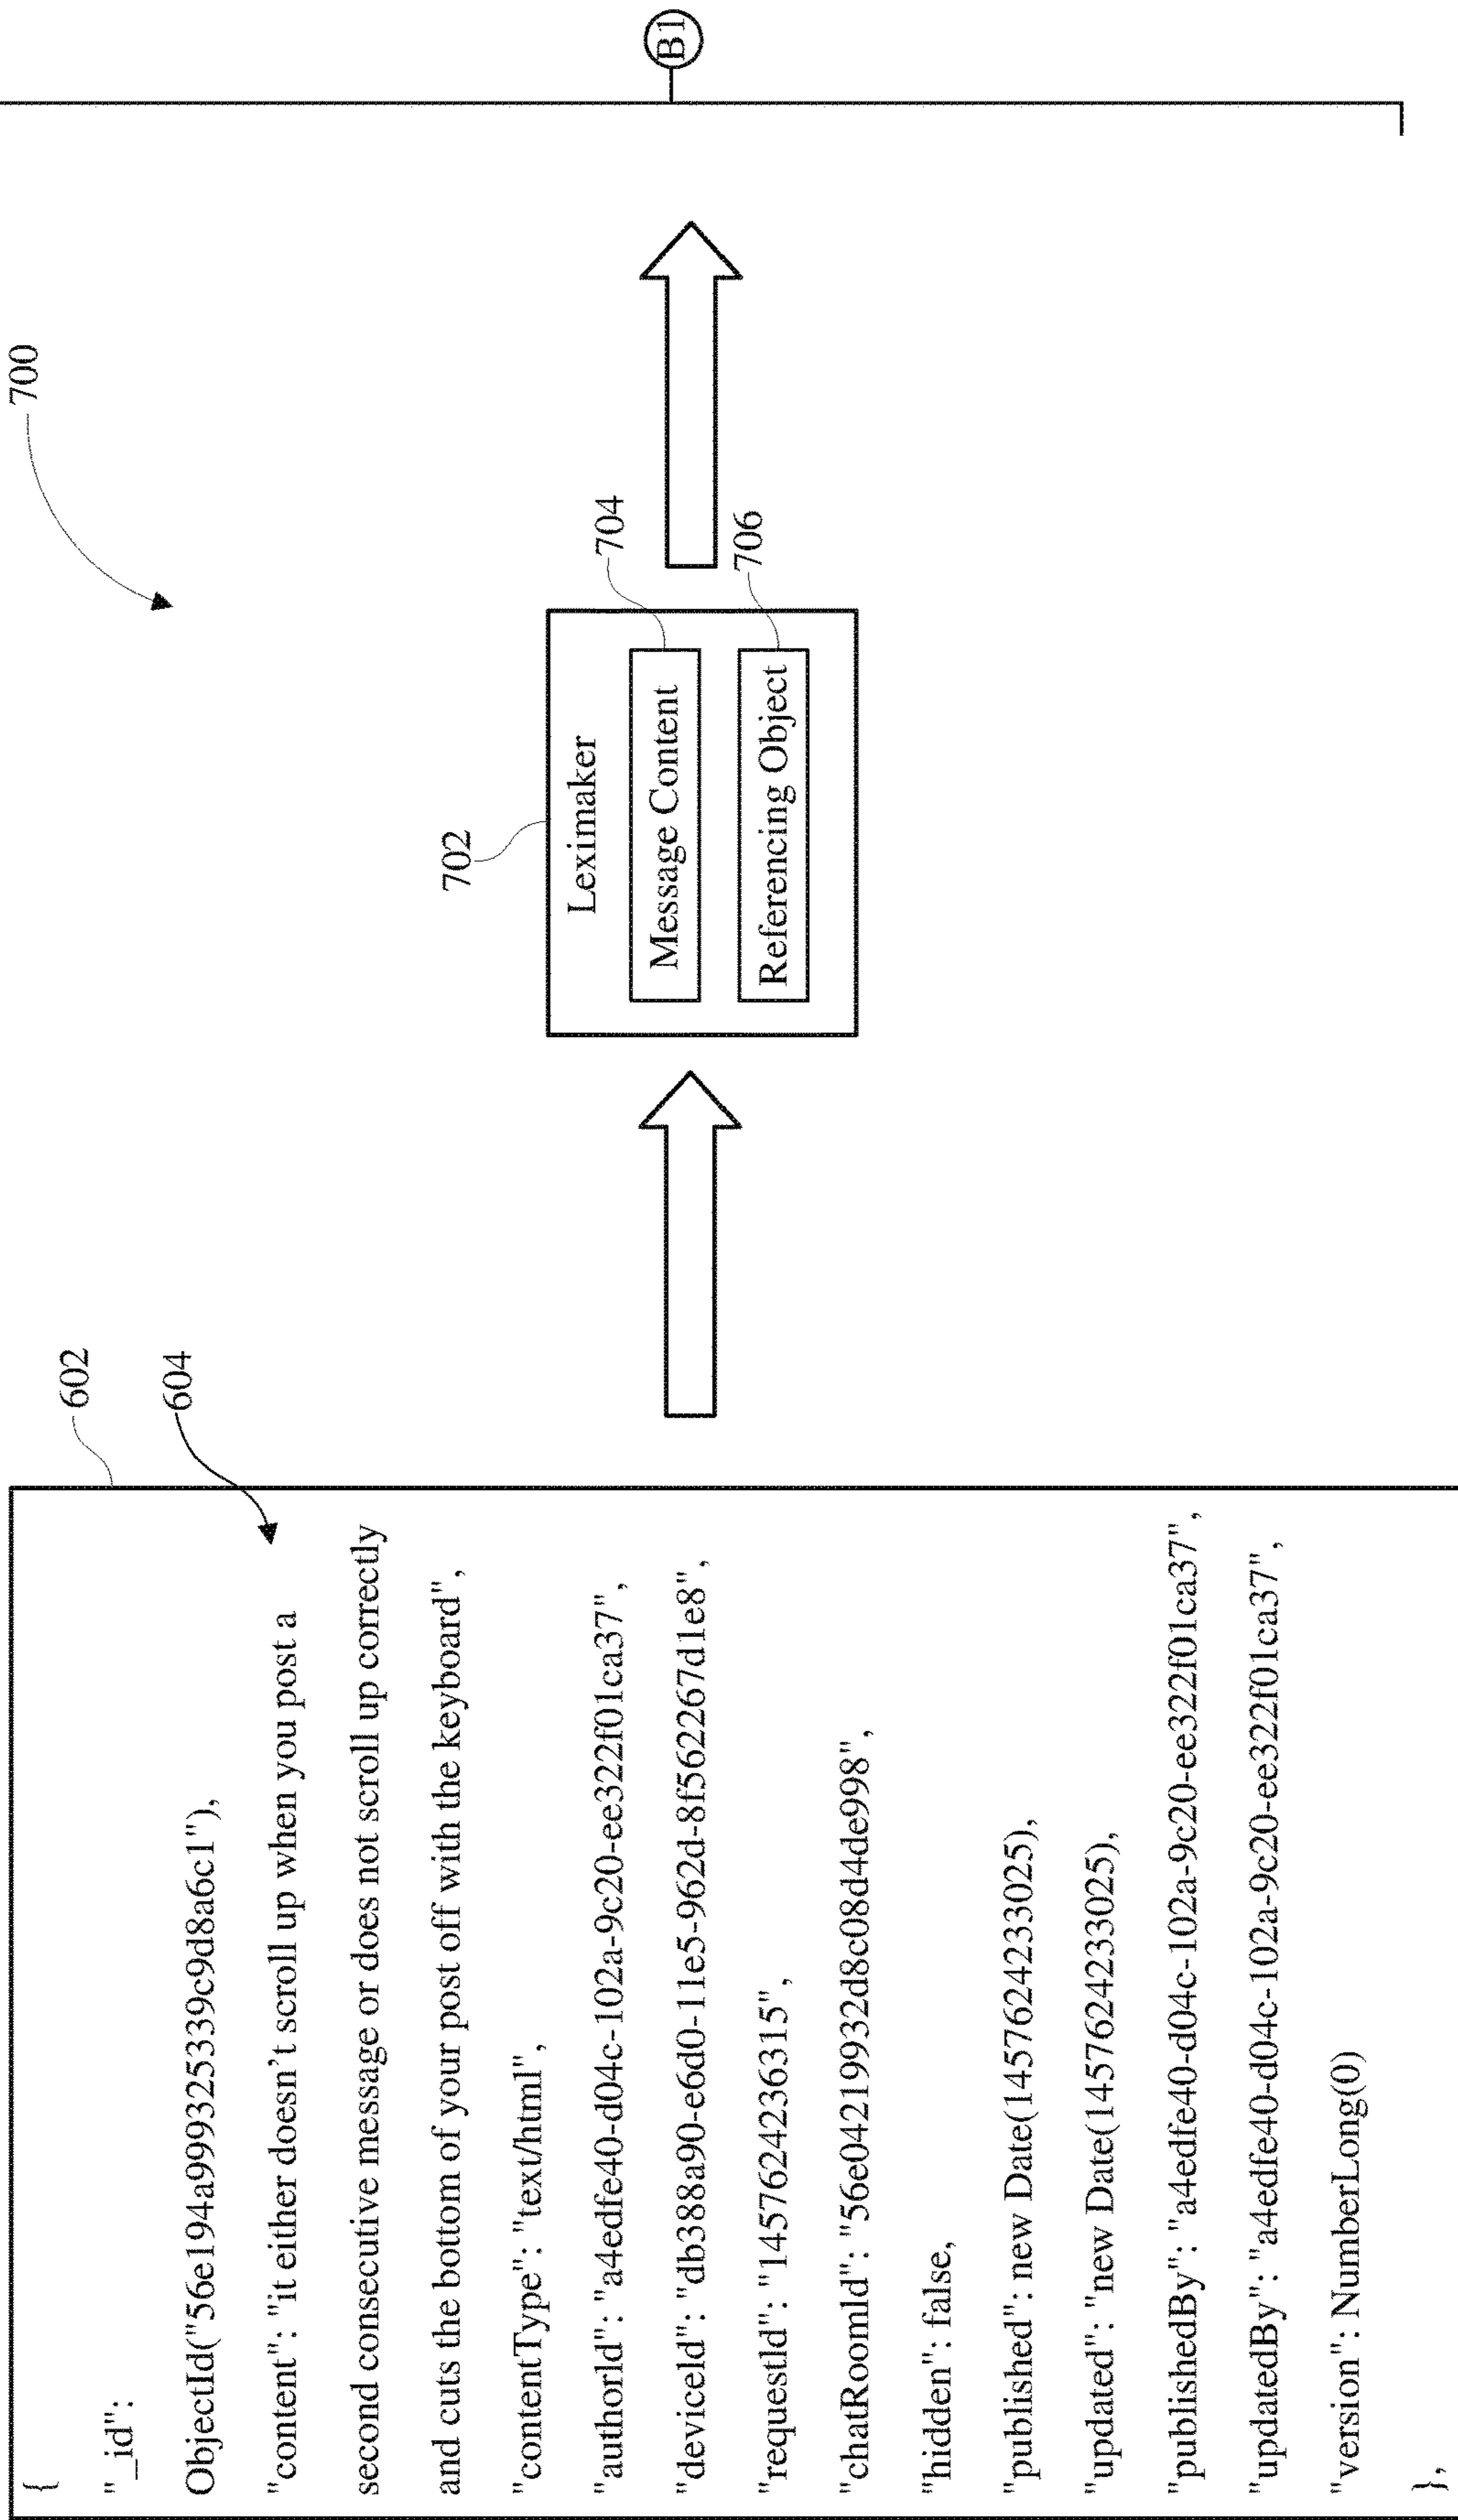 {
"_id":
ObjectId("56e194a999325339c9d8a6c1"),
"content": "it either doesn’t scroll up when you post a
second consecutive message or does not scroll up correctly
and cuts the bottom of your post off with the keyboard",
"contentType": "text/html",
"authorId": "a4edfe40-d04c-102a-9c20-ee322f01ca37",
"deviceId": "db388a90-e6d0-11e5-962d-8f562267d1e8",
"requestId": "1457624236315",
"chatRoomId": "56e04219932d8c08d4de998",
"hidden": false,
"published": new Date(1457624233025),
"updated": "new Date(1457624233025),
"publishedBy": "a4edfe40-d04c-102a-9c20-ee322f01ca37",
"updatedBy": "a4edfe40-d04c-102a-9c20-ee322f01ca37",
"version": NumberLong(0)
},
602
604
702
Leximaker
Message Content
Referencing Object
704
706
700
B1